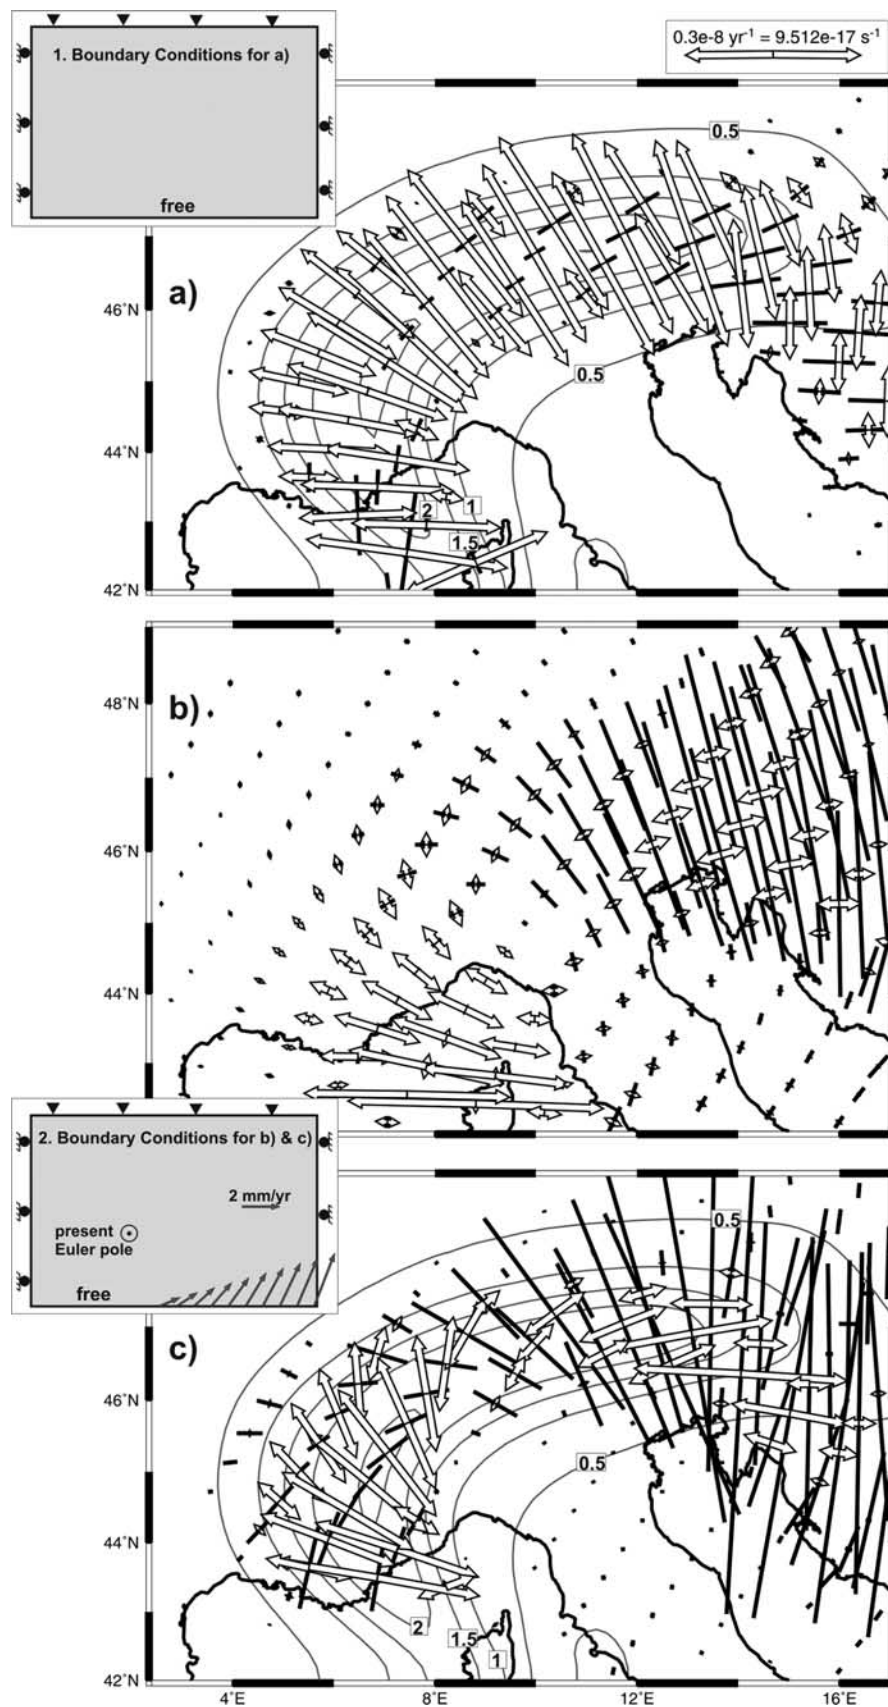 1. Boundary Conditions for a)
free
0.3e-8 yr⁻¹ = 9.512e-17 s⁻¹
0.5
a)
46°N
0.5
44°N
2
1
1.5
42°N
b)
48°N
46°N
44°N
2. Boundary Conditions for b) & c)
2 mm/yr
present
Euler pole
free
0.5
c)
46°N
0.5
44°N
2
1.5
1
42°N
4°E
8°E
12°E
16°E